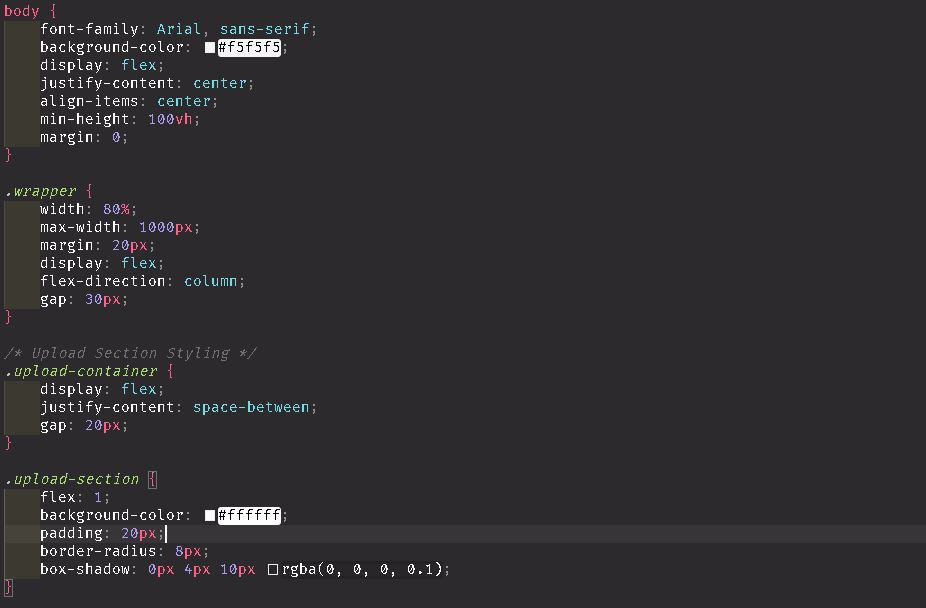 body {
    font-family: Arial, sans-serif;
    background-color: #f5f5f5;
    display: flex;
    justify-content: center;
    align-items: center;
    min-height: 100vh;
    margin: 0;
}

.wrapper {
    width: 80%;
    max-width: 1000px;
    margin: 20px;
    display: flex;
    flex-direction: column;
    gap: 30px;
}

/* Upload Section Styling */
.upload-container {
    display: flex;
    justify-content: space-between;
    gap: 20px;
}

.upload-section {
    flex: 1;
    background-color: #ffffff;
    padding: 20px;
    border-radius: 8px;
    box-shadow: 0px 4px 10px rgba(0, 0, 0, 0.1);
}